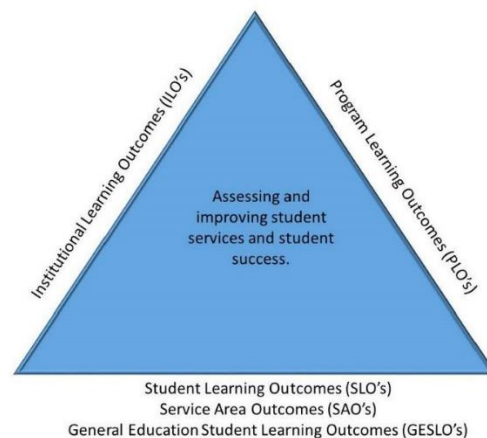 Institutional Learning Outcomes (ILO's)
Program Learning Outcomes (PLO's)
Assessing and
improving student
services and student
success.
Student Learning Outcomes (SLO's)
Service Area Outcomes (SAO's)
General Education Student Learning Outcomes (GESLO's)